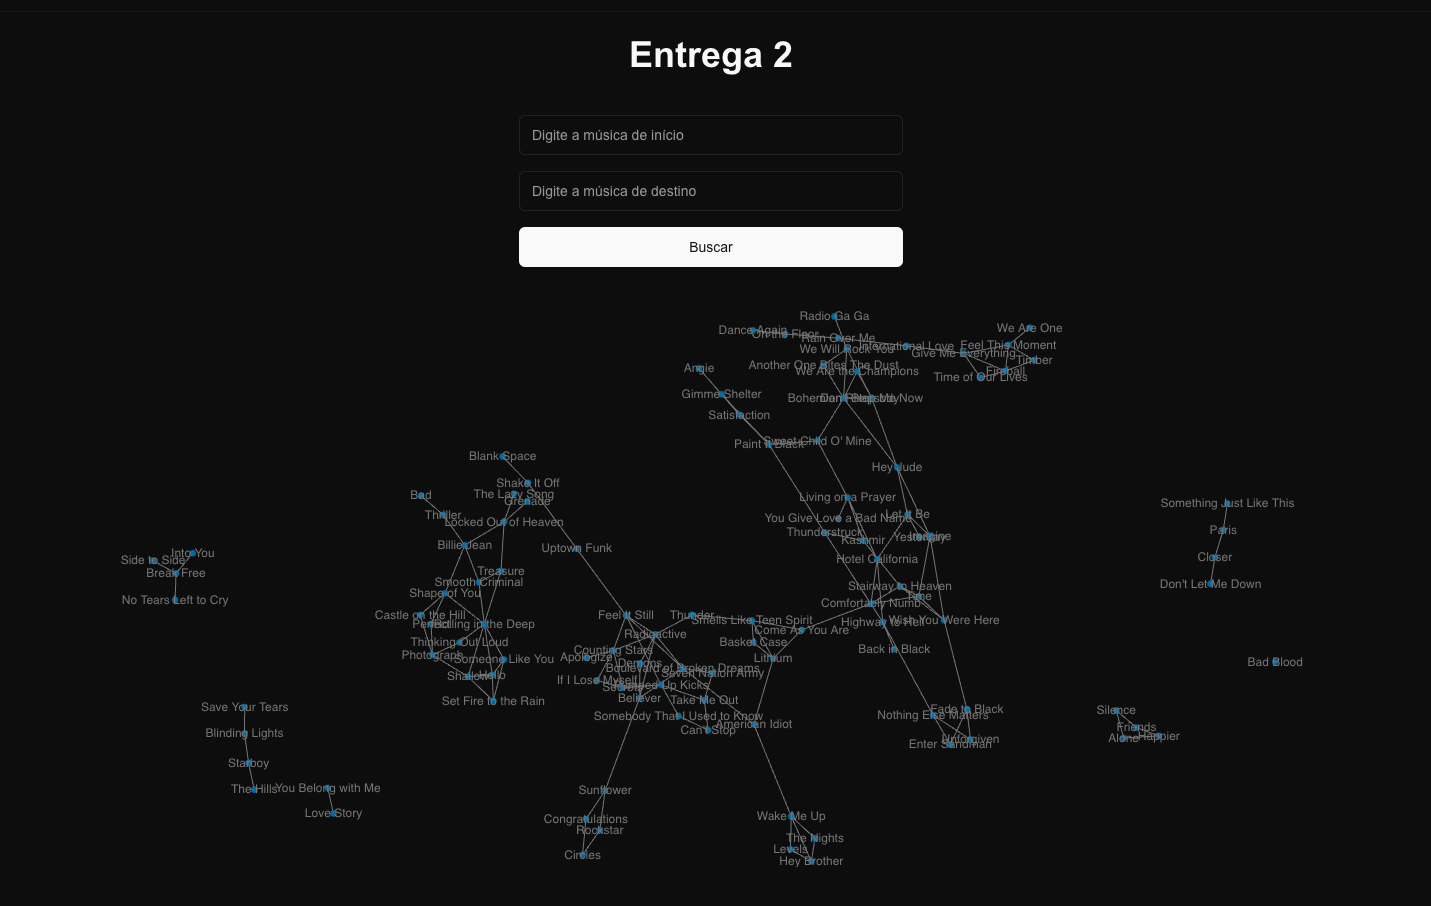 Entrega 2
Digite a música de início
Digite a música de destino
Buscar
Radio Ga Ga
We Are One
Dance Again
On the Floor
Rain Over Me
International Love
Feel This Moment
We Will Rock You
Give Me Everything
Timber
Another One Bites The Dust
Angie
We Are the Champions
Fireball
Time of Our Lives
Gimme Shelter
Satisfaction
Paint It Black
Sweet Child O' Mine
Blank Space
Hey Jude
Shake It Off
The Lazy Song
Bad
Grenade
Living on a Prayer
Something Just Like This
Thriller
Let It Be
You Give Love a Bad Name
Locked Out of Heaven
Paris
Thunderstruck
Yesterday
Imagine
Kashmir
Billie Jean
Uptown Funk
Into You
Side to Side
Closer
Hotel California
Break Free
Treasure
Smooth Criminal
Don't Let Me Down
Stairway to Heaven
Shape of You
No Tears Left to Cry
Comfortably Numb
Castle on the Hill
Feel It Still
Thunder
Smells Like Teen Spirit
Highway to Hell
Wish You Were Here
Perfect
Rolling in the Deep
Come As You Are
Radioactive
Thinking Out Loud
Basket Case
Counting Stars
Back in Black
Photograph
Someone Like You
Apologize
Lithium
Demons
Bad Blood
Boulevard of Broken Dreams
Seven Nation Army
Shallow
Hello
If I Lose Myself
Secrets
Pumped Up Kicks
Believer
Take Me Out
Set Fire to the Rain
Save Your Tears
Fade to Black
Silence
Somebody That I Used to Know
Nothing Else Matters
American Idiot
Friends
Can't Stop
Blinding Lights
Alone
Happier
Unforgiven
Enter Sandman
Starboy
The Hills
You Belong with Me
Sunflower
Love Story
Wake Me Up
Congratulations
Rockstar
The Nights
Levels
Circles
Hey Brother